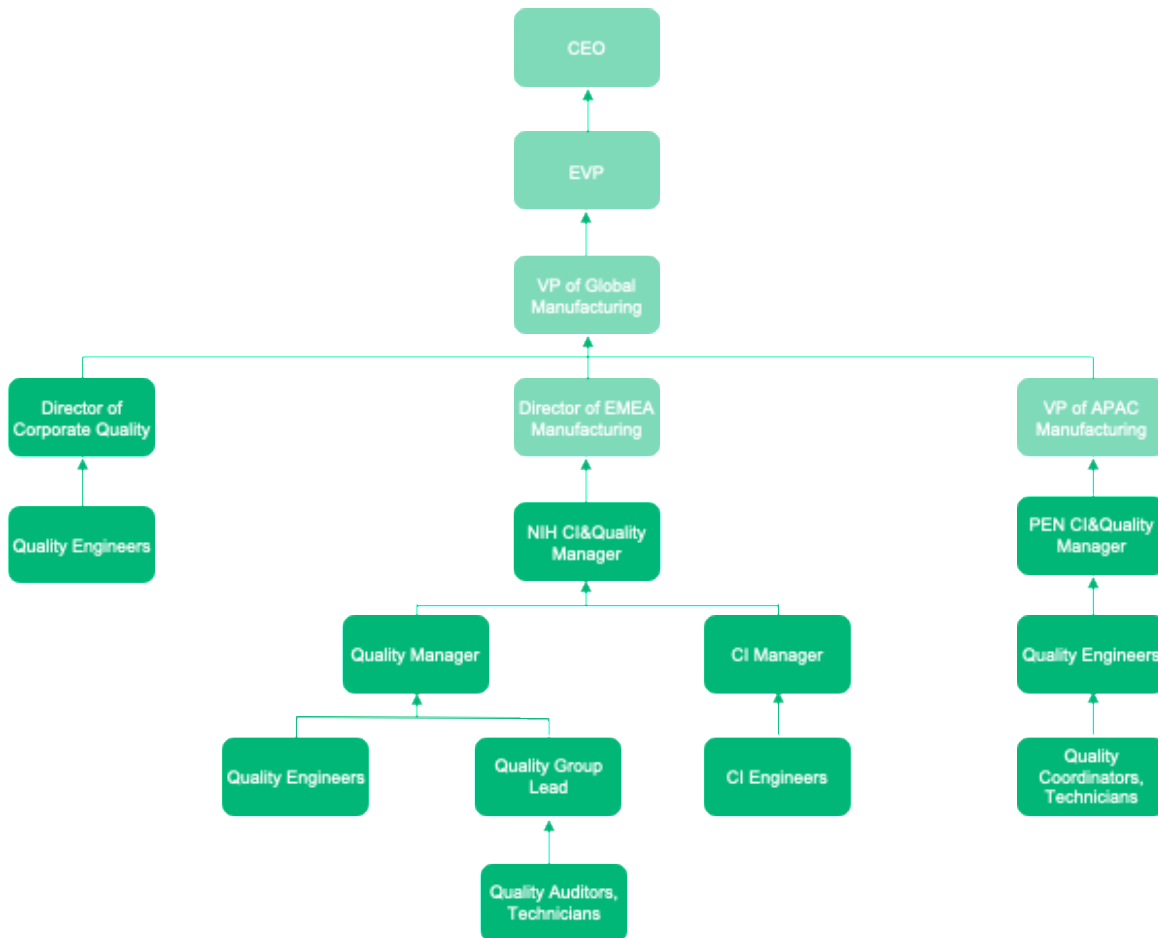 CEO
EVP
VP of Global
Manufacturing
Director of
Corporate Quality
Director of EMEA
Manufacturing
VP of APAC
Manufacturing
Quality Engineers
NIH CI&Quality
Manager
PEN CI&Quality
Manager
Quality Manager
CI Manager
Quality Engineers
Quality Engineers
Quality Group
Lead
CI Engineers
Quality
Coordinators,
Technicians
Quality Auditors,
Technicians